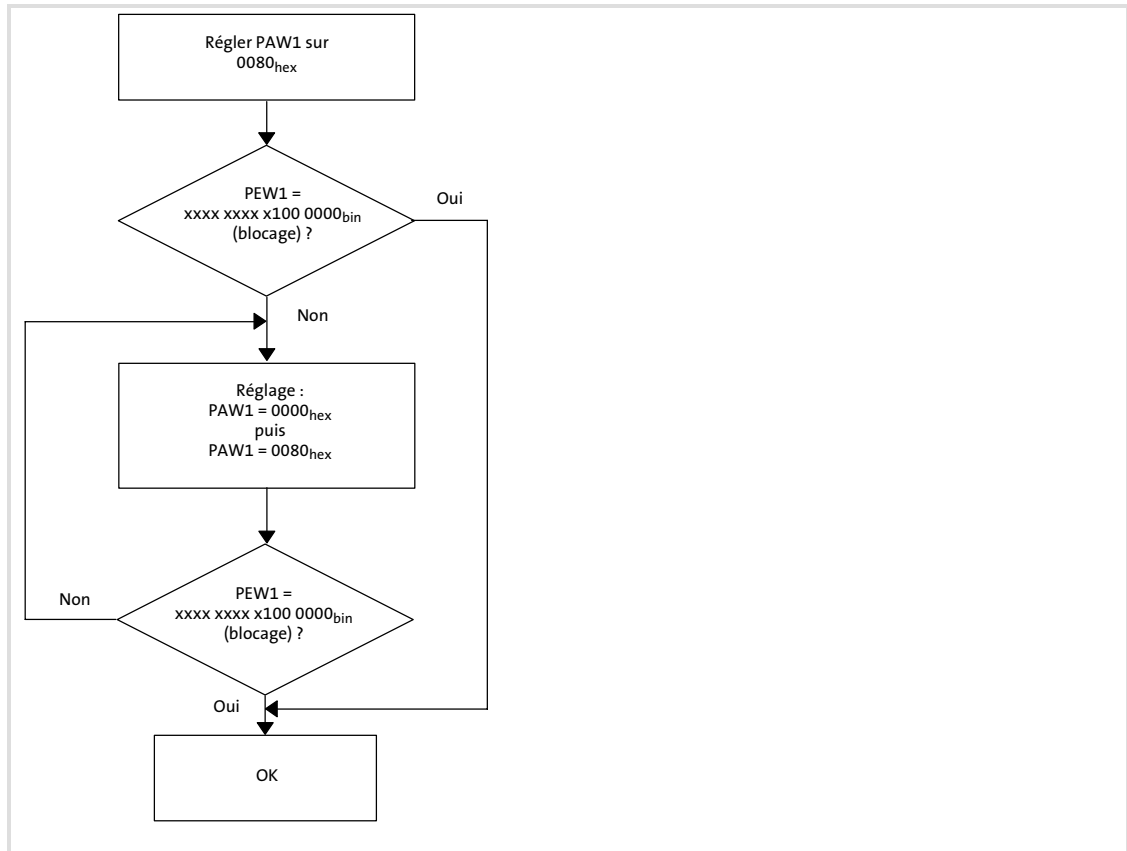 Régler PAW1 sur
0080hex
PEW1 =
xxxx xxxx x100 0000bin
(blocage) ?
Oui
Non
Réglage :
PAW1 = 0000hex
puis
PAW1 = 0080hex
PEW1 =
xxxx xxxx x100 0000bin
(blocage) ?
Non
Oui
OK